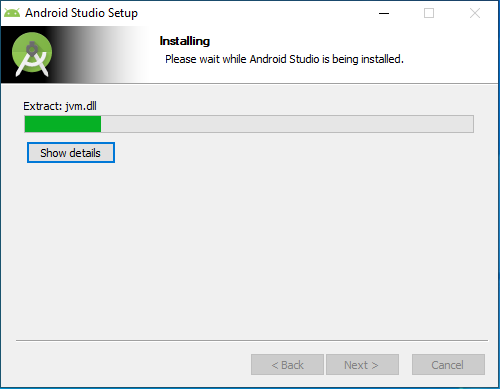 Android Studio Setup
Installing
Please wait while Android Studio is being installed.
Extract: jvm.dll
Show details
< Back
Next >
Cancel